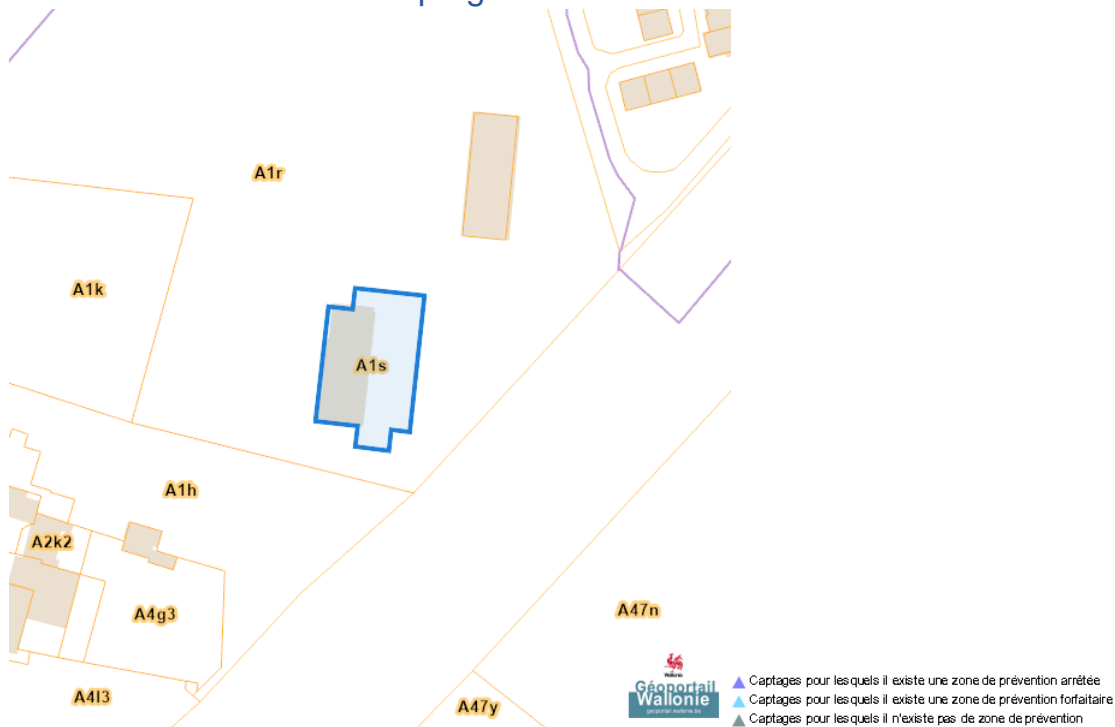 A1r
A1k
A1s
A1h
A2k2
A4g3
A47n
A4l3
A47y
Wallonie
Géoportail
Wallonie
geoportail.wallonie.be
Captages pour lesquels il existe une zone de prévention arrêtée
Captages pour lesquels il existe une zone de prévention forfaitaire
Captages pour lesquels il n'existe pas de zone de prévention